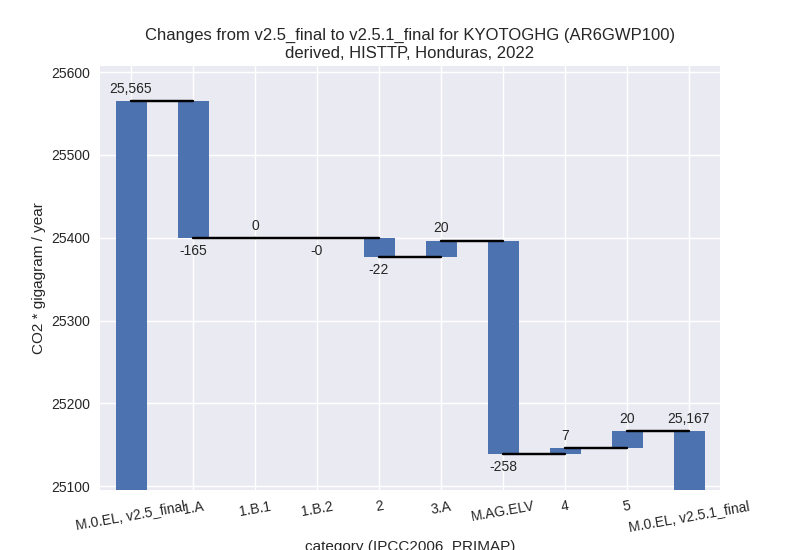 Changes from v2.5_final to v2.5.1_final for KYOTOGHG (AR6GWP100)
derived, HISTTP, Honduras, 2022
25600
25500
25400
25300
25200
25100
CO2 * gigagram / year
25,565
-165
0
-0
-22
20
-258
7
20
25,167
M.0.EL, v2.5_final
1.A
1.B.1
1.B.2
2
3.A
M.AG.ELV
4
5
M.0.EL, v2.5.1_final
category (IPCC2006_PRIMAP)